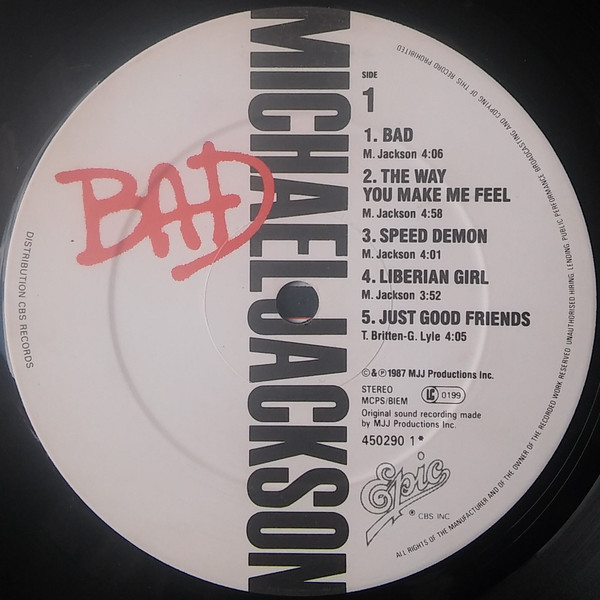 MICHAEL JACKSON
BAD
SIDE
1
1. BAD
M. Jackson 4:06
2. THE WAY
YOU MAKE ME FEEL
M. Jackson 4:58
3. SPEED DEMON
M. Jackson 4:01
4. LIBERIAN GIRL
M. Jackson 3:52
5. JUST GOOD FRIENDS
T. Britten-G. Lyle 4:05
©&℗1987 MJJ Productions Inc.
STEREO
MCPS/BIEM
LC 0199
Original sound recording made
by MJJ Productions Inc.
450290 1*
Epic
® CBS INC
DISTRIBUTION CBS RECORDS
ALL RIGHTS OF THE MANUFACTURER AND OF THE OWNER OF THE RECORDED WORK RESERVED. UNAUTHORISED HIRING. LENDING PUBLIC PERFORMANCE BROADCASTING AND COPYING OF THIS RECORD PROHIBITED